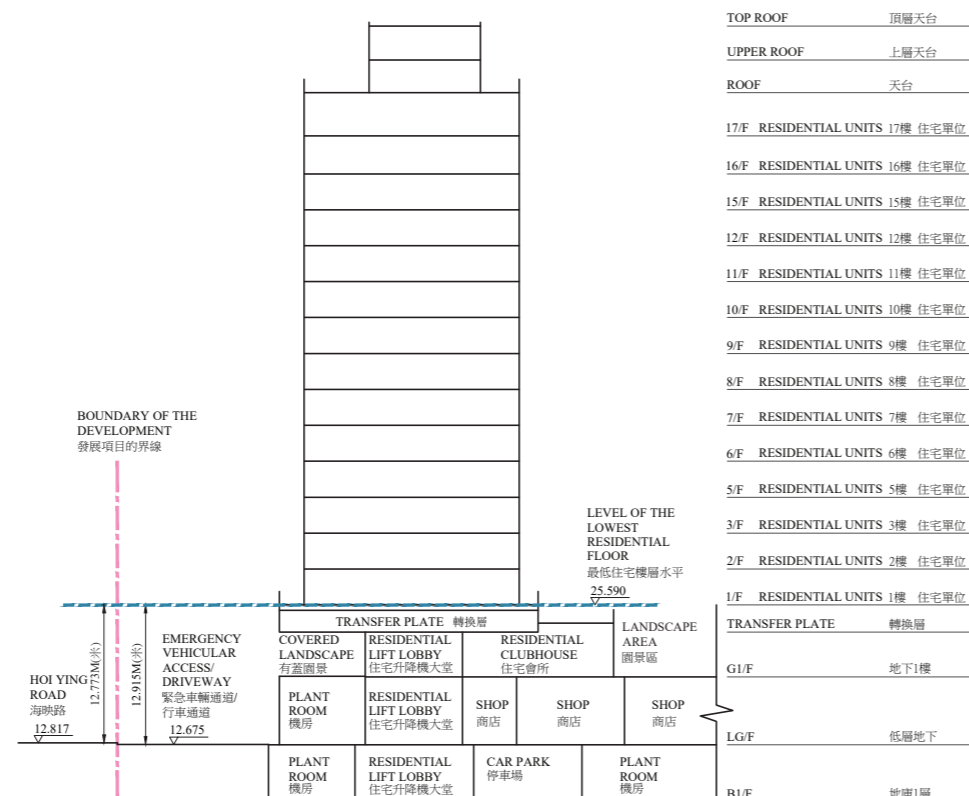 TOP ROOF 頂層天台
UPPER ROOF 上層天台
ROOF 天台
17/F RESIDENTIAL UNITS 17樓 住宅單位
16/F RESIDENTIAL UNITS 16樓 住宅單位
15/F RESIDENTIAL UNITS 15樓 住宅單位
12/F RESIDENTIAL UNITS 12樓 住宅單位
11/F RESIDENTIAL UNITS 11樓 住宅單位
10/F RESIDENTIAL UNITS 10樓 住宅單位
9/F RESIDENTIAL UNITS 9樓 住宅單位
8/F RESIDENTIAL UNITS 8樓 住宅單位
7/F RESIDENTIAL UNITS 7樓 住宅單位
6/F RESIDENTIAL UNITS 6樓 住宅單位
5/F RESIDENTIAL UNITS 5樓 住宅單位
3/F RESIDENTIAL UNITS 3樓 住宅單位
2/F RESIDENTIAL UNITS 2樓 住宅單位
1/F RESIDENTIAL UNITS 1樓 住宅單位
TRANSFER PLATE 轉換層
G1/F 地下1樓
LG/F 低層地下
B1/F 地庫1層
BOUNDARY OF THE
DEVELOPMENT
發展項目的界線
LEVEL OF THE
LOWEST
RESIDENTIAL
FLOOR
最低住宅樓層水平
25.590
HOI YING
ROAD
海映路
12.817
12.773M(米)
12.915M(米)
EMERGENCY
VEHICULAR
ACCESS/
DRIVEWAY
緊急車輛通道/
行車通道
12.675
TRANSFER PLATE 轉換層
COVERED
LANDSCAPE
有蓋園景
RESIDENTIAL
LIFT LOBBY
住宅升降機大堂
RESIDENTIAL
CLUBHOUSE
住宅會所
LANDSCAPE
AREA
園景區
PLANT
ROOM
機房
RESIDENTIAL
LIFT LOBBY
住宅升降機大堂
SHOP
商店
SHOP
商店
SHOP
商店
PLANT
ROOM
機房
RESIDENTIAL
LIFT LOBBY
住宅升降機大堂
CAR PARK
停車場
PLANT
ROOM
機房